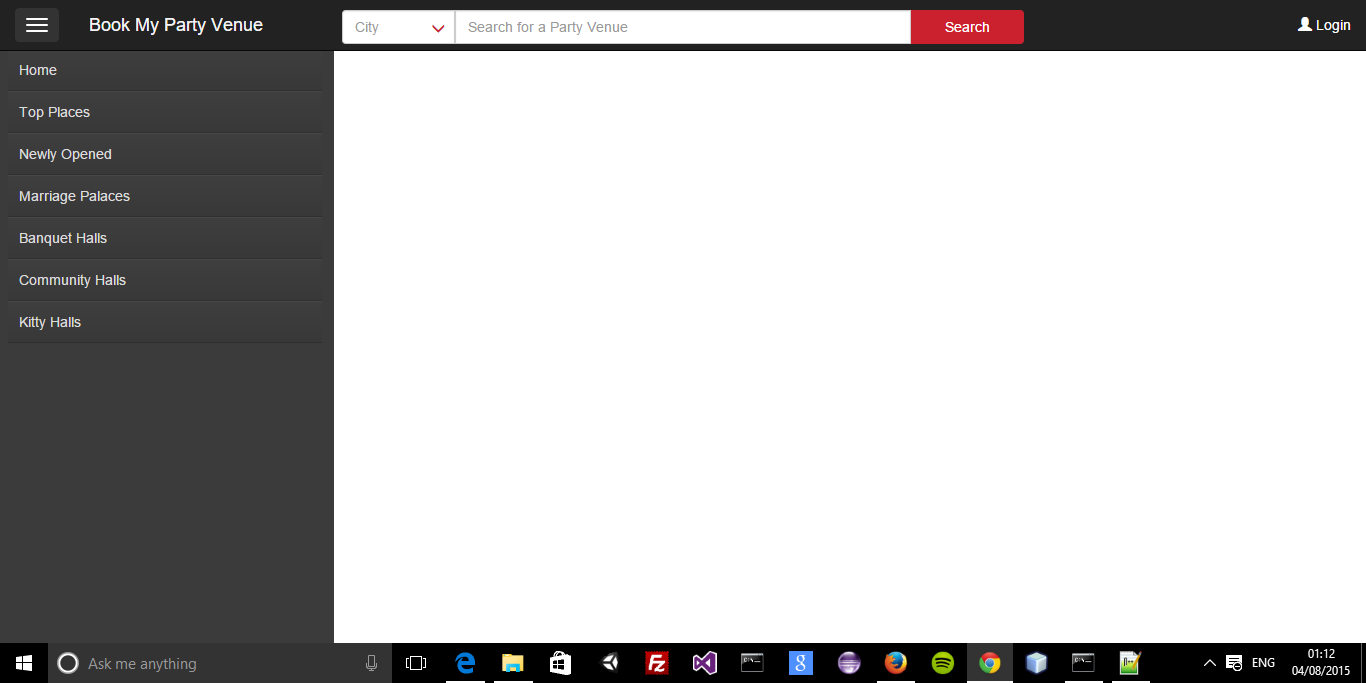 Book My Party Venue
City
Search for a Party Venue
Search
Login
Home
Top Places
Newly Opened
Marriage Palaces
Banquet Halls
Community Halls
Kitty Halls
Ask me anything
ENG
01:12
04/08/2015